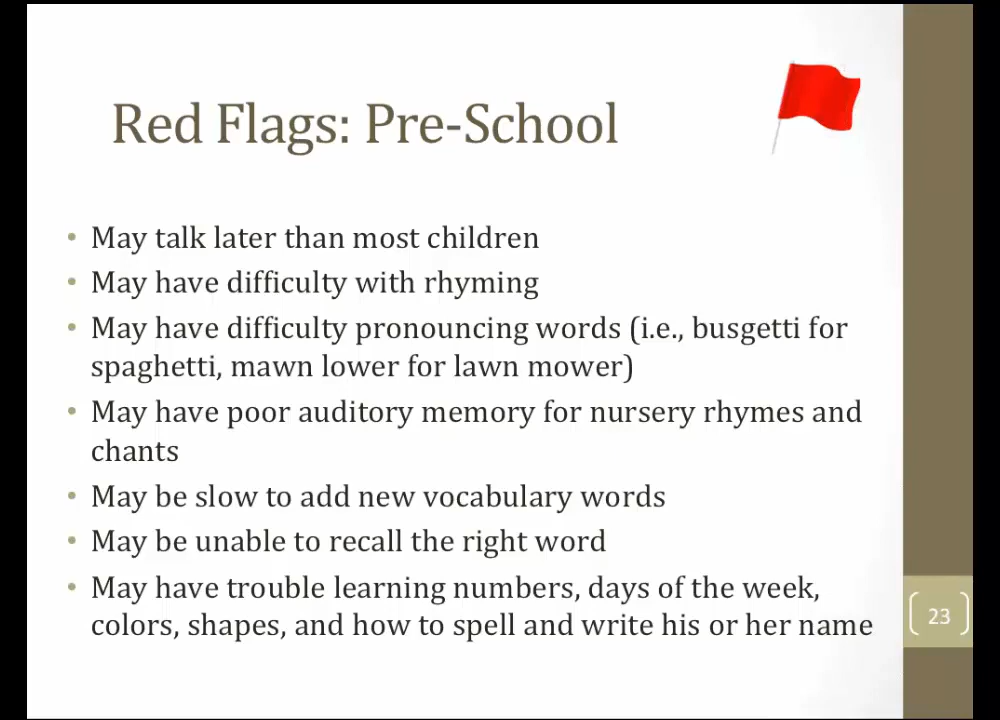 Red Flags: Pre-School
• May talk later than most children
• May have difficulty with rhyming
• May have difficulty pronouncing words (i.e., busgetti for
spaghetti, mawn lower for lawn mower)
• May have poor auditory memory for nursery rhymes and
chants
• May be slow to add new vocabulary words
• May be unable to recall the right word
• May have trouble learning numbers, days of the week,
colors, shapes, and how to spell and write his or her name
23